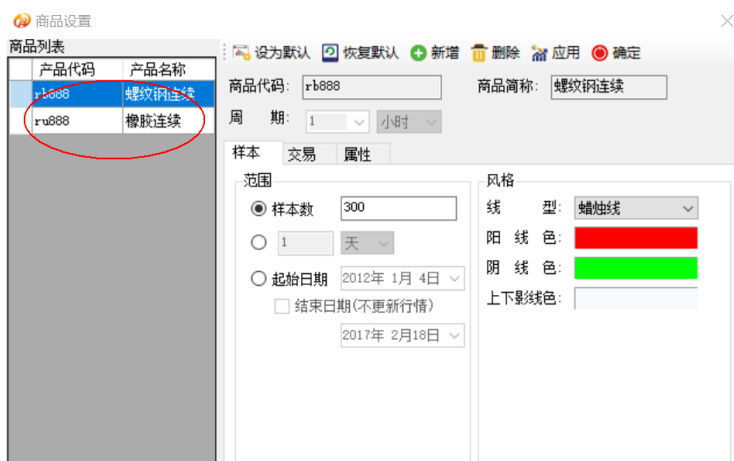 商品设置
商品列表
产品代码 产品名称
rb888 螺纹钢连续
ru888 橡胶连续
设为默认 恢复默认 新增 删除 应用 确定
商品代码: rb888 商品简称: 螺纹钢连续
周 期: 1 小时
样本 交易 属性
范围
样本数 300
1 天
起始日期 2012年 1月 4日
结束日期(不更新行情)
2017年 2月18日
风格
线 型: 蜡烛线
阳 线 色:
阴 线 色:
上下影线色: